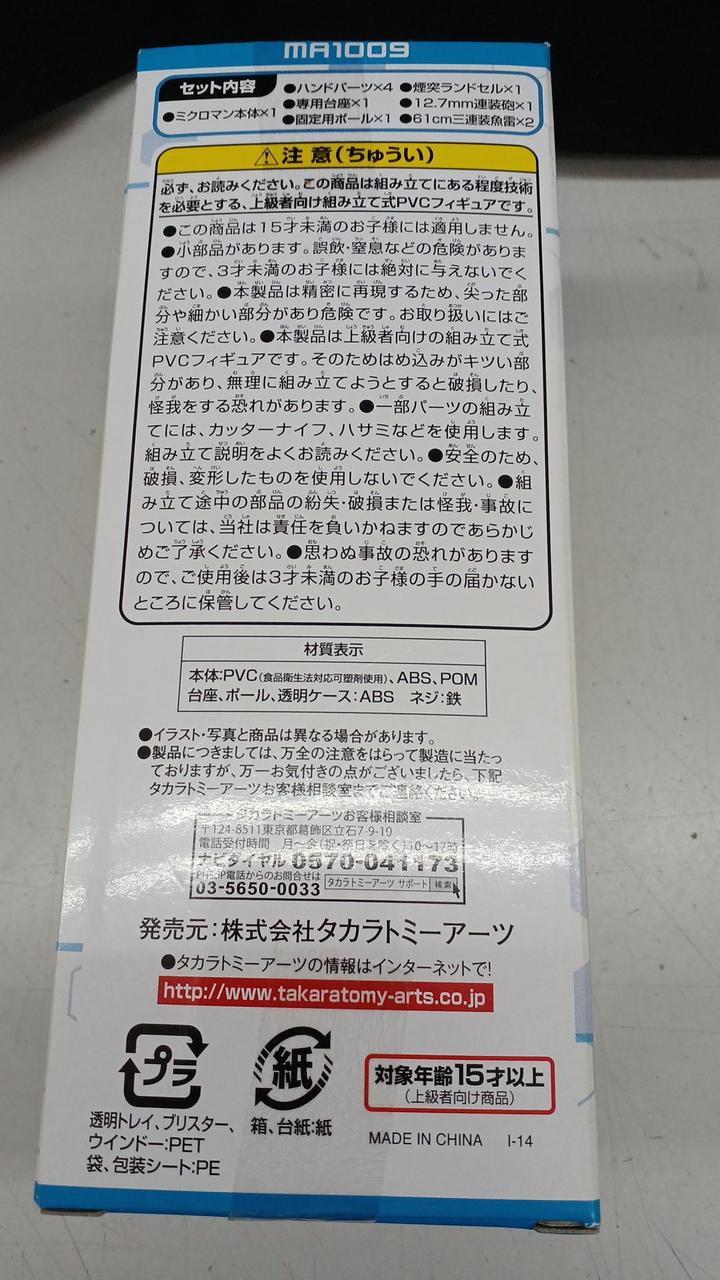 MA1009
セット内容
●ミクロマン本体×1
●ハンドパーツ×4 ●煙突ランドセル×1
●専用台座×1 ●12.7mm連装砲×1
●固定用ポール×1 ●61cm三連装魚雷×2
⚠注意(ちゅうい)
必ず、お読みください。この商品は組み立てにある程度技術
を必要とする、上級者向け組み立て式PVCフィギュアです。
●この商品は15才未満のお子様には適用しません。
●小部品があります。誤飲・窒息などの危険がありま
すので、3才未満のお子様には絶対に与えないでく
ださい。●本製品は精密に再現するため、尖った部
分や細かい部分があり危険です。お取り扱いにはご
注意ください。●本製品は上級者向けの組み立て式
PVCフィギュアです。そのためはめ込みがキツい部
分があり、無理に組み立てようとすると破損したり、
怪我をする恐れがあります。●一部パーツの組み立
てには、カッターナイフ、ハサミなどを使用します。
組み立て説明をよくお読みください。●安全のため、
破損、変形したものを使用しないでください。●組
み立て途中の部品の紛失・破損または怪我・事故に
ついては、当社は責任を負いかねますのであらかじ
めご了承ください。●思わぬ事故の恐れがあります
ので、ご使用後は3才未満のお子様の手の届かない
ところに保管してください。
材質表示
本体:PVC(食品衛生法対応可塑剤使用)、ABS、POM
台座、ポール、透明ケース:ABS ネジ:鉄
●イラスト・写真と商品は異なる場合があります。
●製品につきましては、万全の注意をはらって製造に当たっ
ておりますが、万一お気付きの点がございましたら、下記
タカラトミーアーツお客様相談室までご連絡ください。
タカラトミーアーツお客様相談室
〒124-8511東京都葛飾区立石7-9-10
電話受付時間 月〜金(祝・祭日を除く)10〜17時
ナビダイヤル 0570-041173
PHS、IP電話からのお問合せは
03-5650-0033 タカラトミーアーツ サポート 検索
発売元:株式会社タカラトミーアーツ
●タカラトミーアーツの情報はインターネットで!
http://www.takaratomy-arts.co.jp
プラ
透明トレイ、ブリスター、
ウインドー:PET
袋、包装シート:PE
紙
箱、台紙:紙
対象年齢15才以上
(上級者向け商品)
MADE IN CHINA I-14